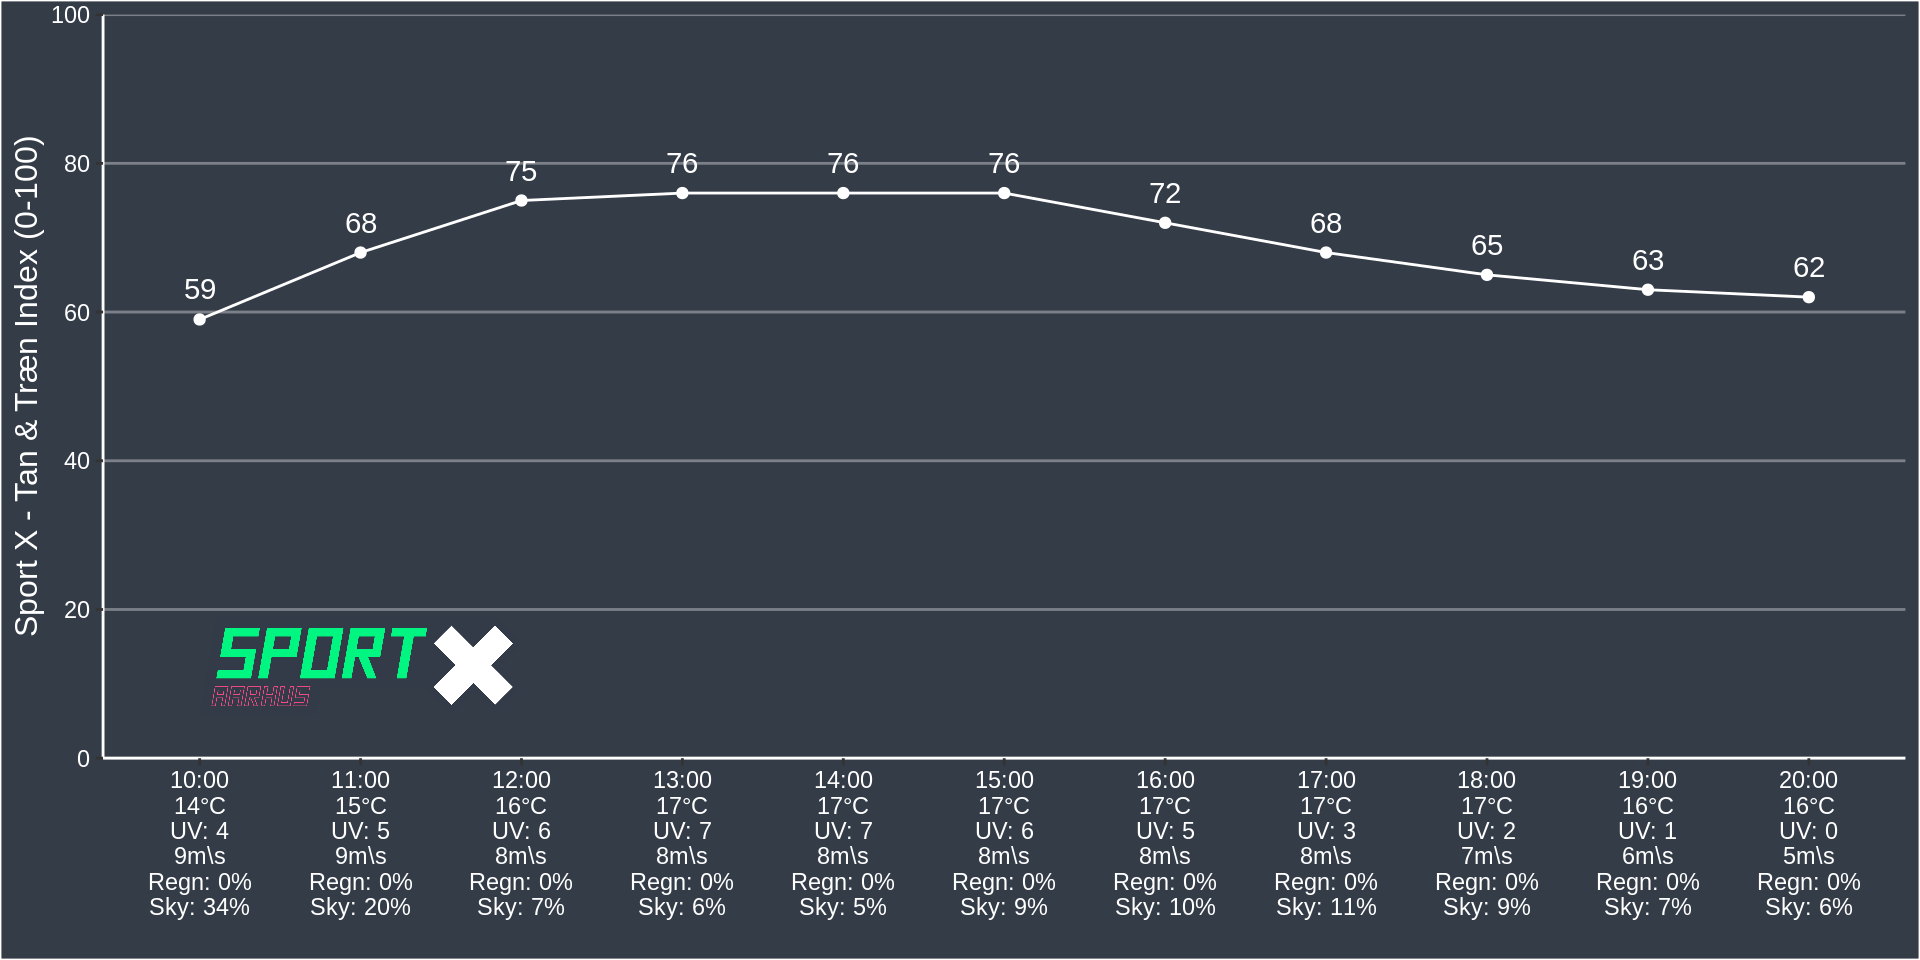 Sport X - Tan & Træn Index (0-100)
100
80
60
40
20
0
59
68
75
76
76
76
72
68
65
63
62
SPORT X
AARHUS
10:00 11:00 12:00 13:00 14:00 15:00 16:00 17:00 18:00 19:00 20:00
14°C 15°C 16°C 17°C 17°C 17°C 17°C 17°C 17°C 16°C 16°C
UV: 4 UV: 5 UV: 6 UV: 7 UV: 7 UV: 6 UV: 5 UV: 3 UV: 2 UV: 1 UV: 0
9m\s 9m\s 8m\s 8m\s 8m\s 8m\s 8m\s 8m\s 7m\s 6m\s 5m\s
Regn: 0% Regn: 0% Regn: 0% Regn: 0% Regn: 0% Regn: 0% Regn: 0% Regn: 0% Regn: 0% Regn: 0% Regn: 0%
Sky: 34% Sky: 20% Sky: 7% Sky: 6% Sky: 5% Sky: 9% Sky: 10% Sky: 11% Sky: 9% Sky: 7% Sky: 6%